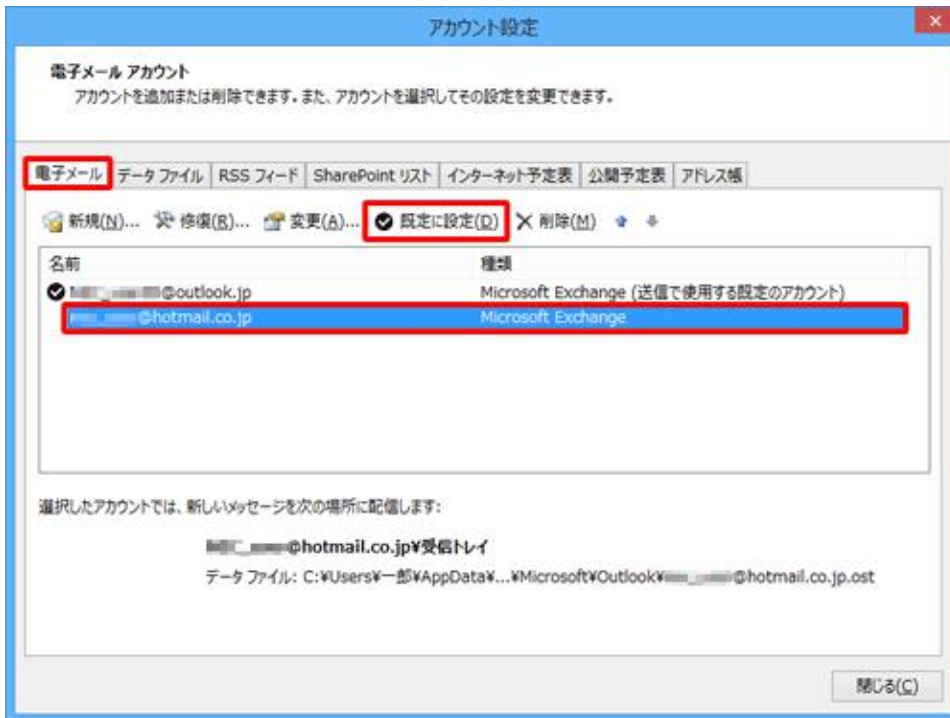 アカウント設定
電子メール アカウント
アカウントを追加または削除できます。また、アカウントを選択してその設定を変更できます。
電子メール データ ファイル RSS フィード SharePoint リスト インターネット予定表 公開予定表 アドレス帳
新規(N)... 修復(R)... 変更(A)... 既定に設定(D) 削除(M)
名前 種類
@outlook.jp Microsoft Exchange (送信で使用する既定のアカウント)
@hotmail.co.jp Microsoft Exchange
選択したアカウントでは、新しいメッセージを次の場所に配信します:
@hotmail.co.jp¥受信トレイ
データ ファイル: C:¥Users¥一郎¥AppData¥...¥Microsoft¥Outlook¥ @hotmail.co.jp.ost
閉じる(C)